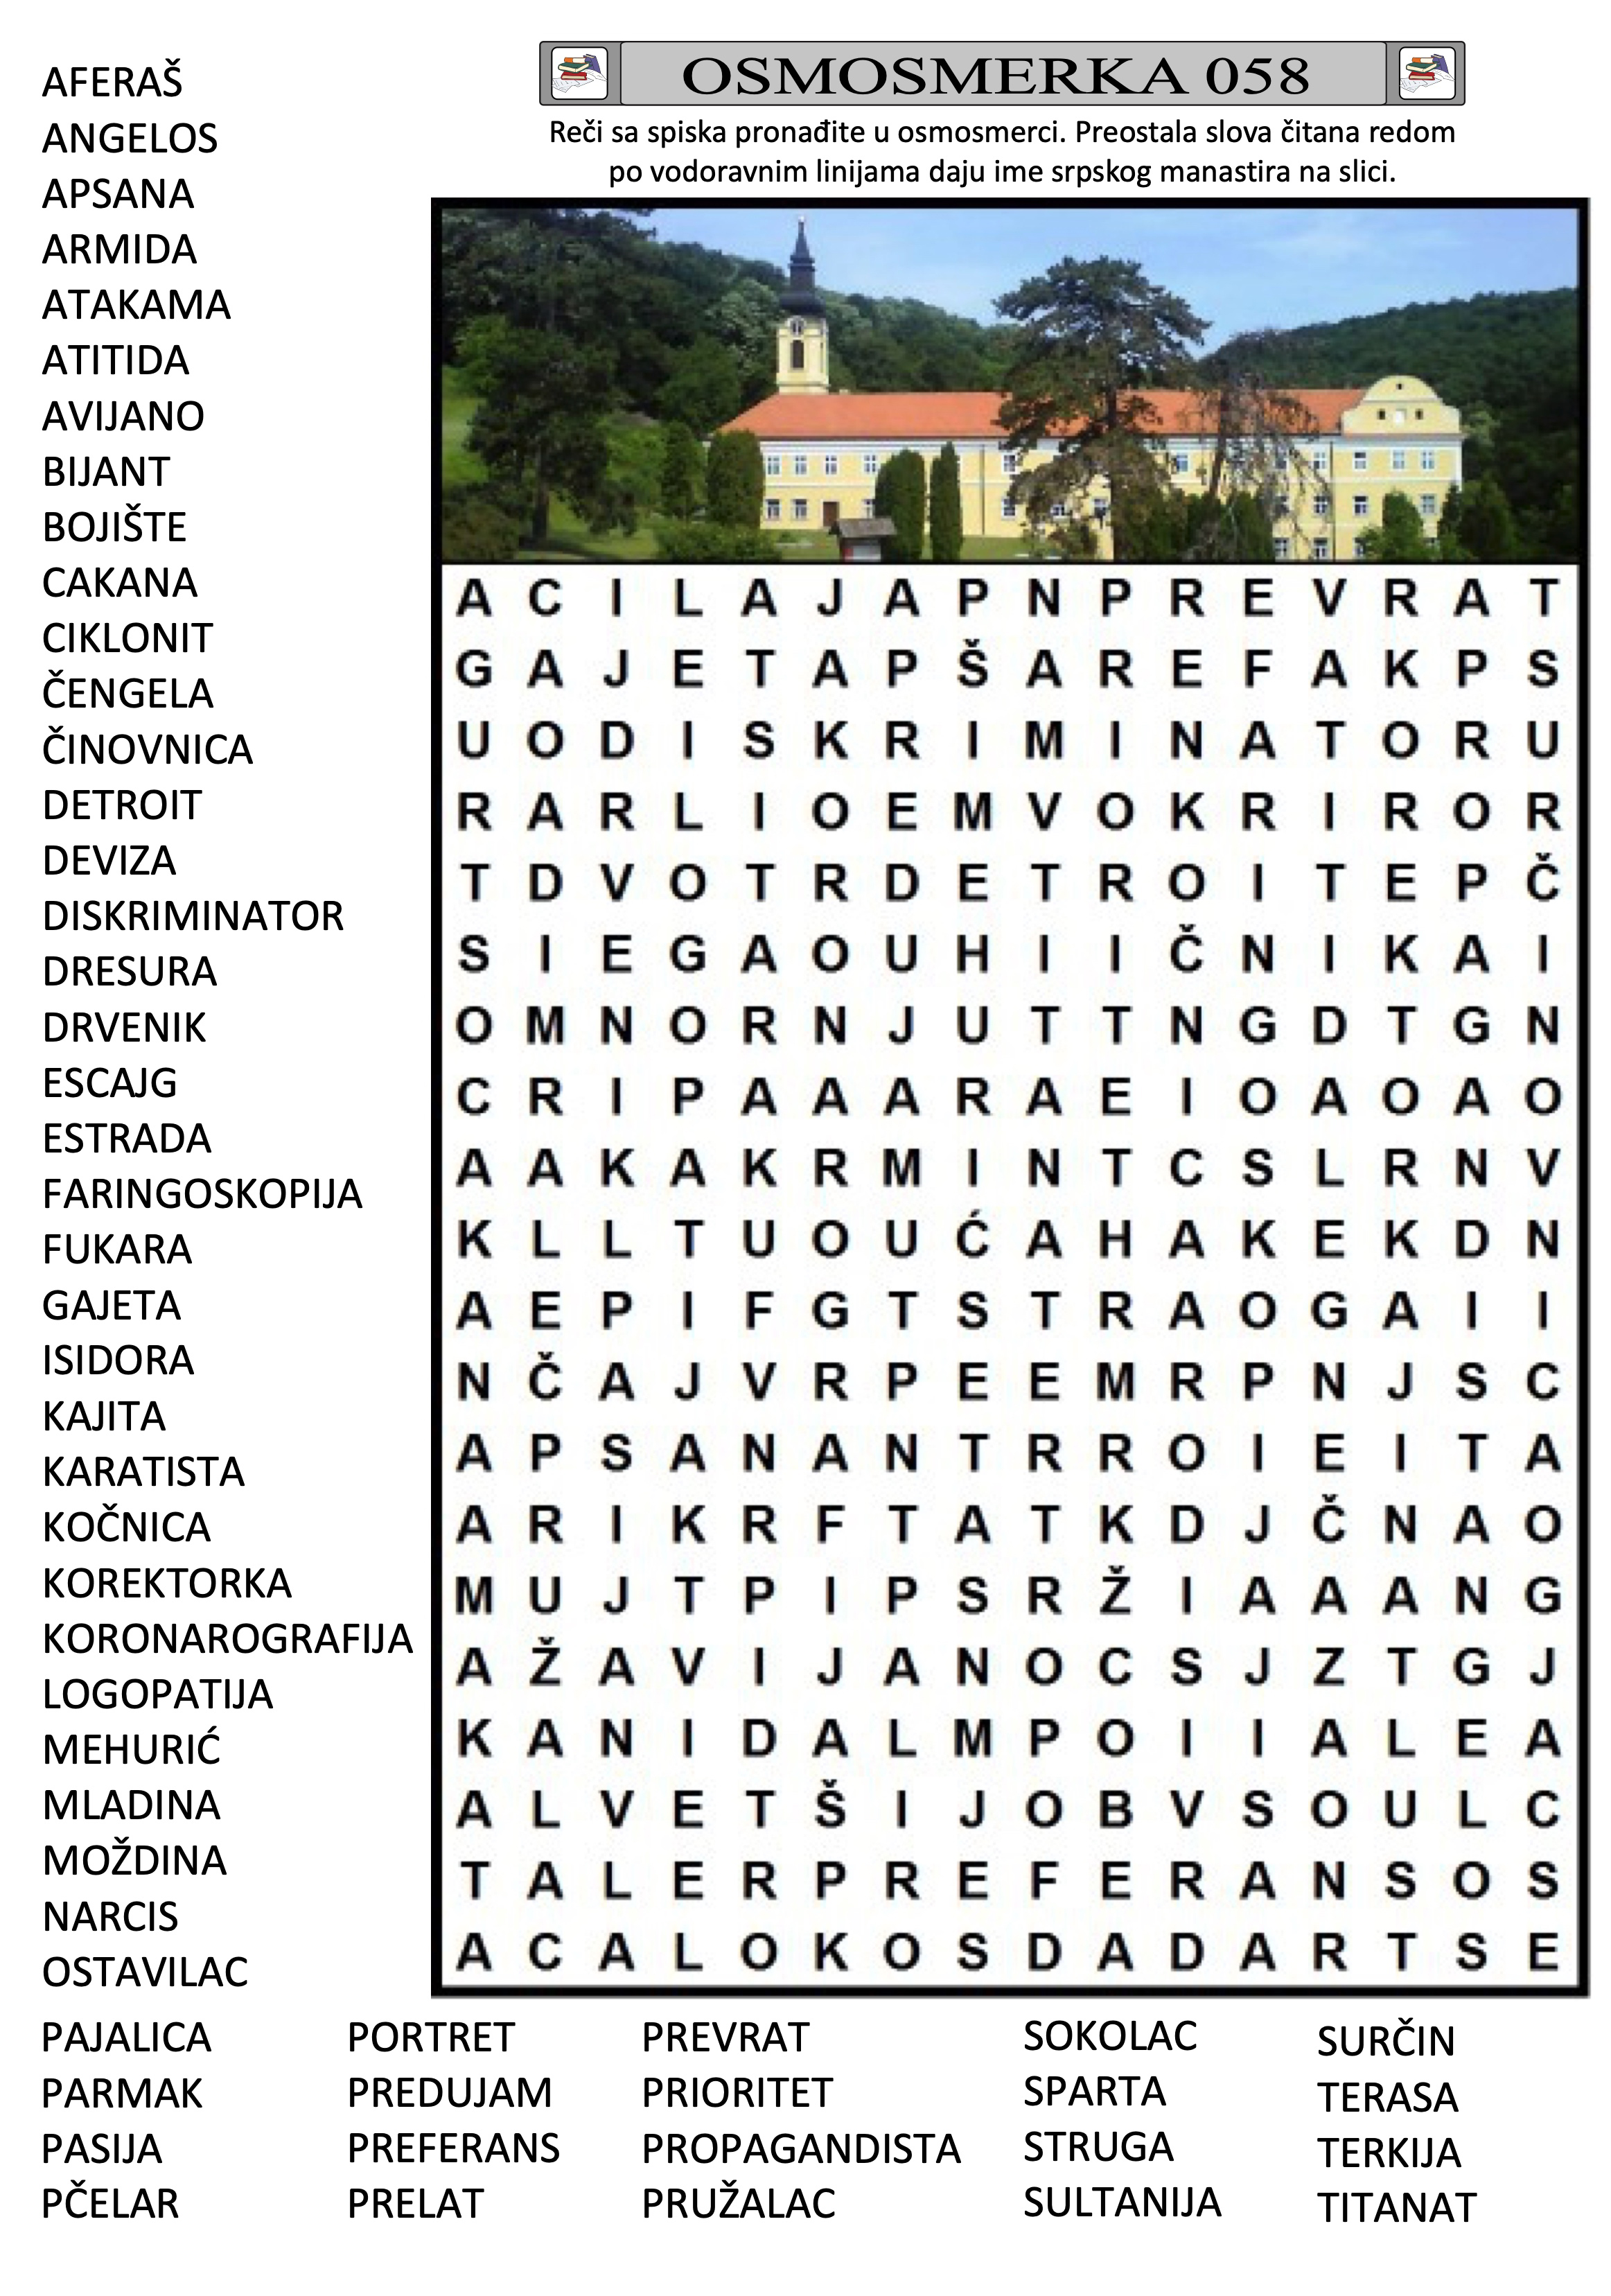 OSMOSMERKA 058
Reči sa spiska pronađite u osmosmerci. Preostala slova čitana redom
po vodoravnim linijama daju ime srpskog manastira na slici.
AFERAŠ
ANGELOS
APSANA
ARMIDA
ATAKAMA
ATITIDA
AVIJANO
BIJANT
BOJIŠTE
CAKANA
CIKLONIT
ČENGELA
ČINOVNICA
DETROIT
DEVIZA
DISKRIMINATOR
DRESURA
DRVENIK
ESCAJG
ESTRADA
FARINGOSKOPIJA
FUKARA
GAJETA
ISIDORA
KAJITA
KARATISTA
KOČNICA
KOREKTORKA
KORONAROGRAFIJA
LOGOPATIJA
MEHURIĆ
MLADINA
MOŽDINA
NARCIS
OSTAVILAC
A C I L A J A P N P R E V R A T
G A J E T A P Š A R E F A K P S
U O D I S K R I M I N A T O R U
R A R L I O E M V O K R I R O R
T D V O T R D E T R O I T E P Č
S I E G A O U H I I Č N I K A I
O M N O R N J U T T N G D T G N
C R I P A A A R A E I O A O A O
A A K A K R M I N T C S L R N V
K L L T U O U Ć A H A K E K D N
A E P I F G T S T R A O G A I I
N Č A J V R P E E M R P N J S C
A P S A N A N T R R O I E I T A
A R I K R F T A T K D J Č N A O
M U J T P I P S R Ž I A A A N G
A Ž A V I J A N O C S J Z T G J
K A N I D A L M P O I I A L E A
A L V E T Š I J O B V S O U L C
T A L E R P R E F E R A N S O S
A C A L O K O S D A D A R T S E
PAJALICA
PARMAK
PASIJA
PČELAR
PORTRET
PREDUJAM
PREFERANS
PRELAT
PREVRAT
PRIORITET
PROPAGANDISTA
PRUŽALAC
SOKOLAC
SPARTA
STRUGA
SULTANIJA
SURČIN
TERASA
TERKIJA
TITANAT